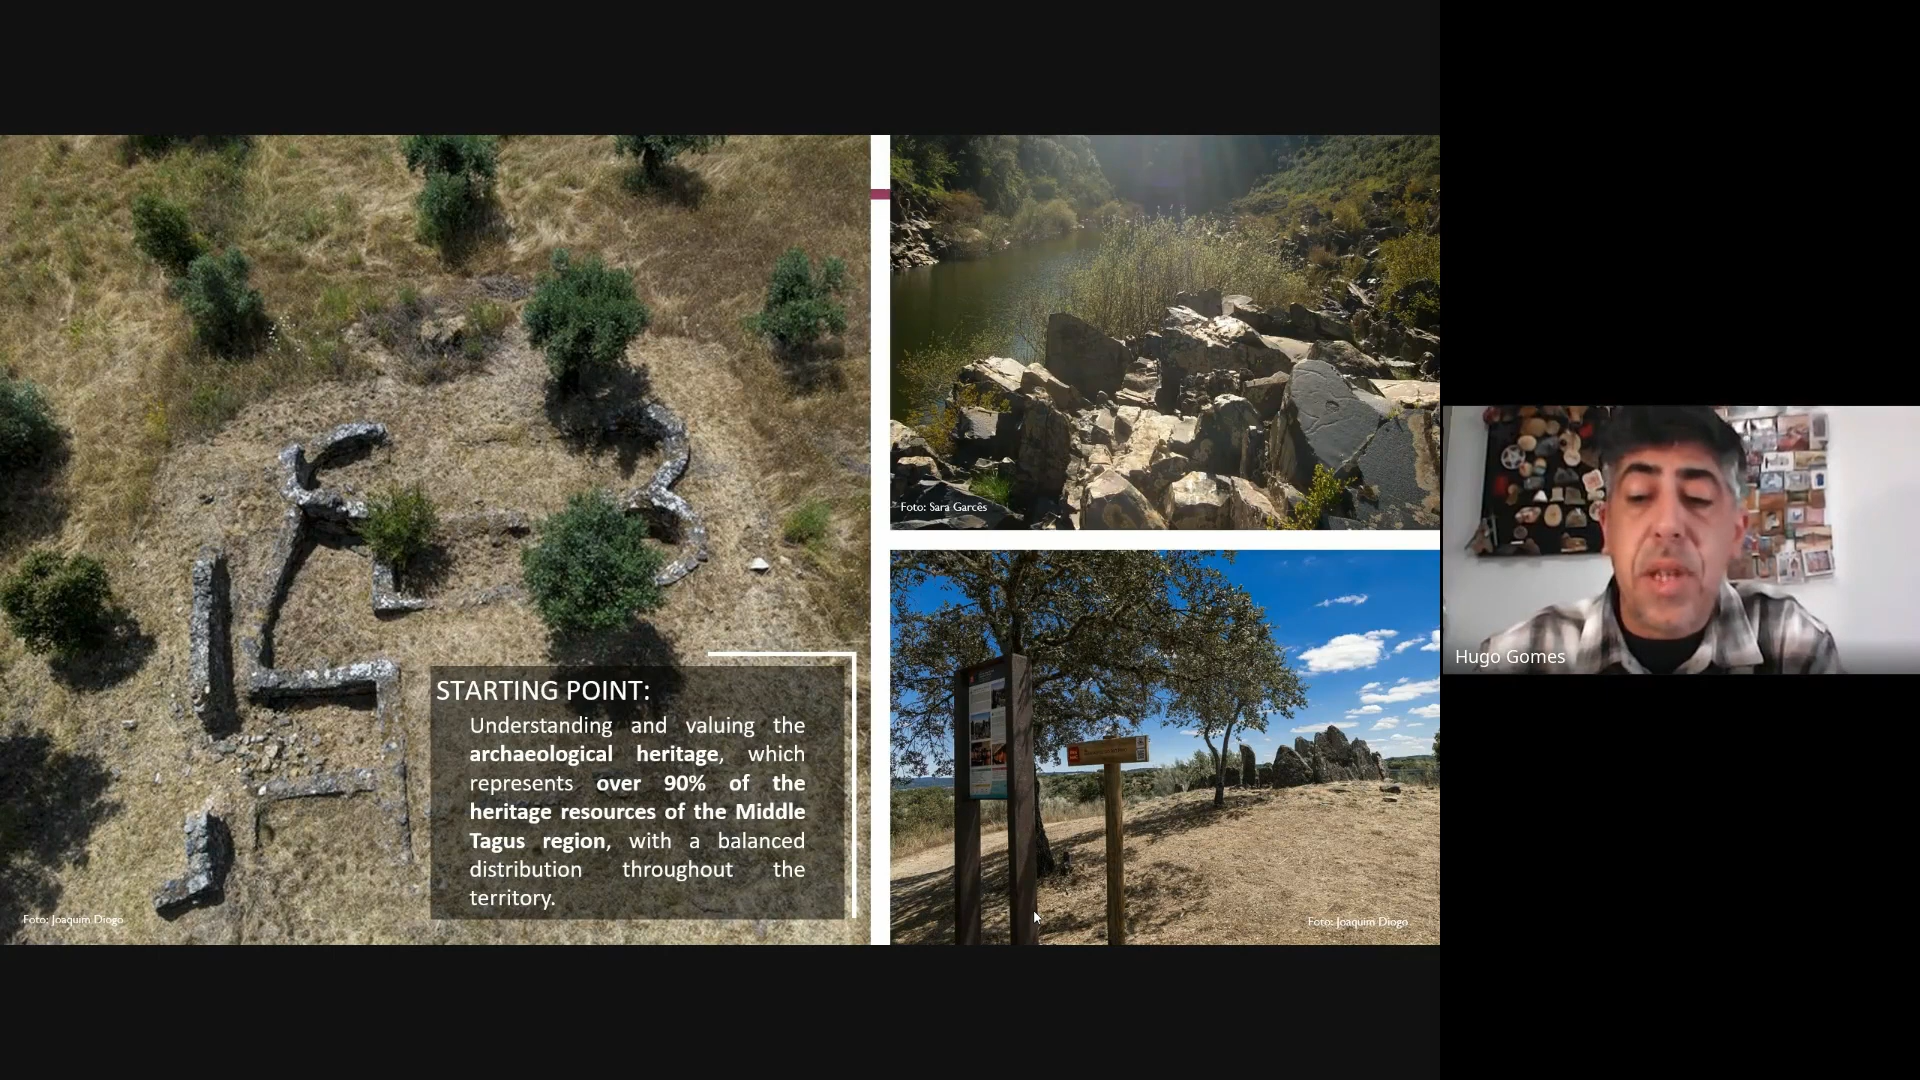 STARTING POINT:
Understanding and valuing the
archaeological heritage, which
represents over 90% of the
heritage resources of the Middle
Tagus region, with a balanced
distribution throughout the
territory.
Foto: Joaquim Diogo
Foto: Sara Garcês
Foto: Joaquim Diogo
Hugo Gomes